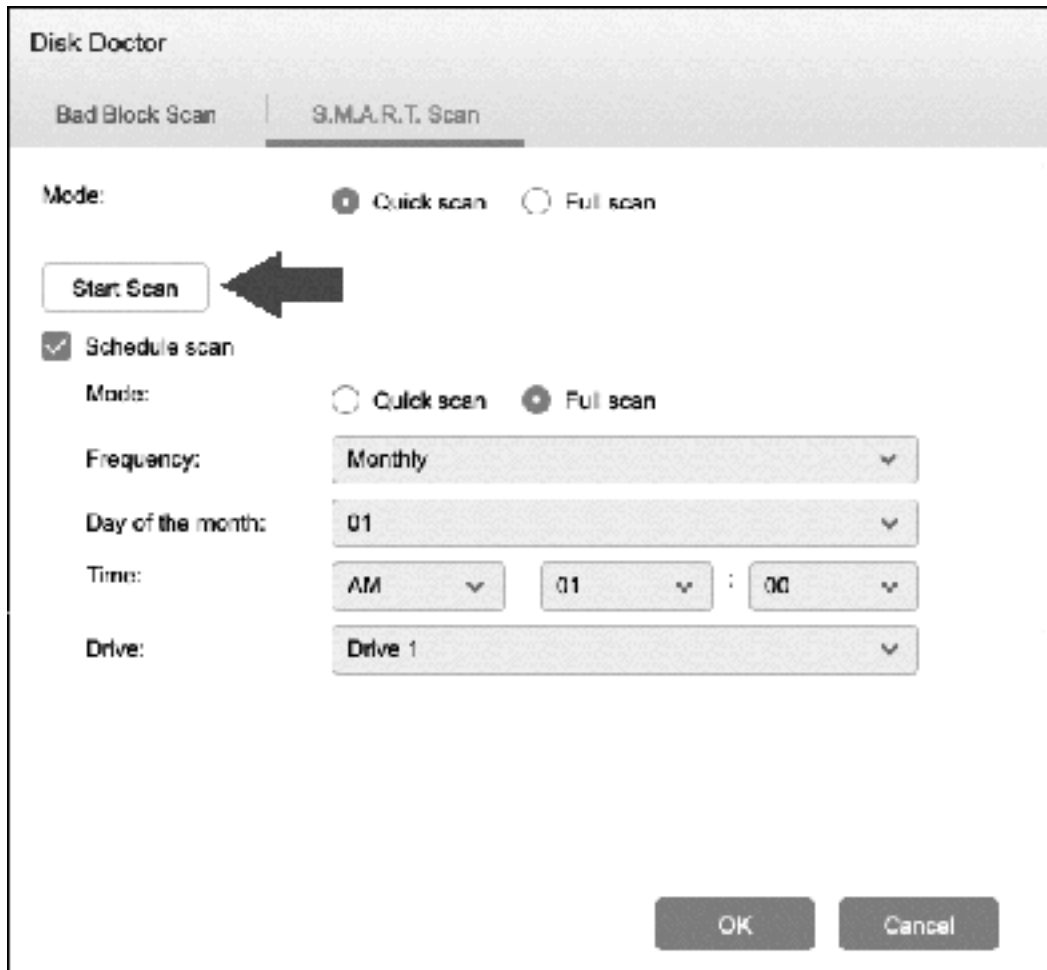 Disk Doctor
Bad Block Scan S.M.A.R.T. Scan
Mode: Quick scan Full scan
Start Scan
Schedule scan
Mode: Quick scan Full scan
Frequency: Monthly
Day of the month: 01
Time: AM 01 : 00
Drive: Drive 1
OK Cancel